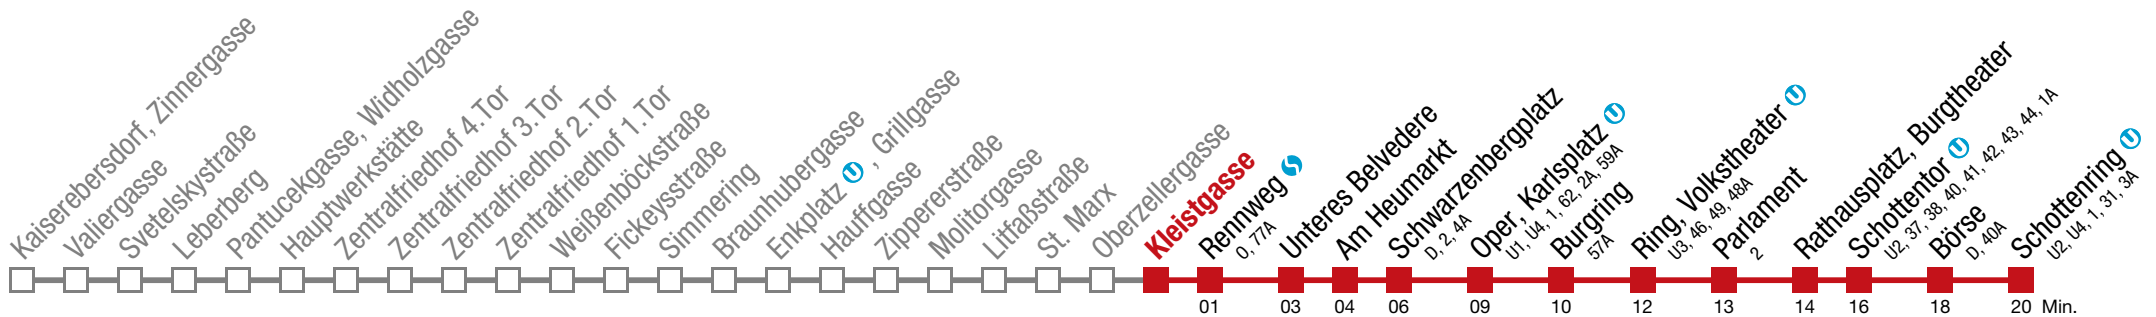 Kaiserebersdorf, Zinnergasse
Valiergasse
Svetelskystraße
Leberberg
Pantucekgasse, Widholzgasse
Hauptwerkstätte
Zentralfriedhof 4.Tor
Zentralfriedhof 3.Tor
Zentralfriedhof 2.Tor
Zentralfriedhof 1.Tor
Weißenböckstraße
Fickeysstraße
Simmering
Braunhubergasse
Enkplatz U , Grillgasse
Hauffgasse
Zippererstraße
Molitorgasse
Litfaßstraße
St. Marx
Oberzellergasse
Kleistgasse
Rennweg S
O, 77A
Unteres Belvedere
Am Heumarkt
Schwarzenbergplatz
D, 2, 4A
Oper, Karlsplatz U
U1, U4, 1, 62, 2A, 59A
Burgring
57A
Ring, Volkstheater U
U3, 46, 49, 48A
Parlament
2
Rathausplatz, Burgtheater
Schottentor U
U2, 37, 38, 40, 41, 42, 43, 44, 1A
Börse
D, 40A
Schottenring U
U2, U4, 1, 31, 3A
01 03 04 06 09 10 12 13 14 16 18 20 Min.